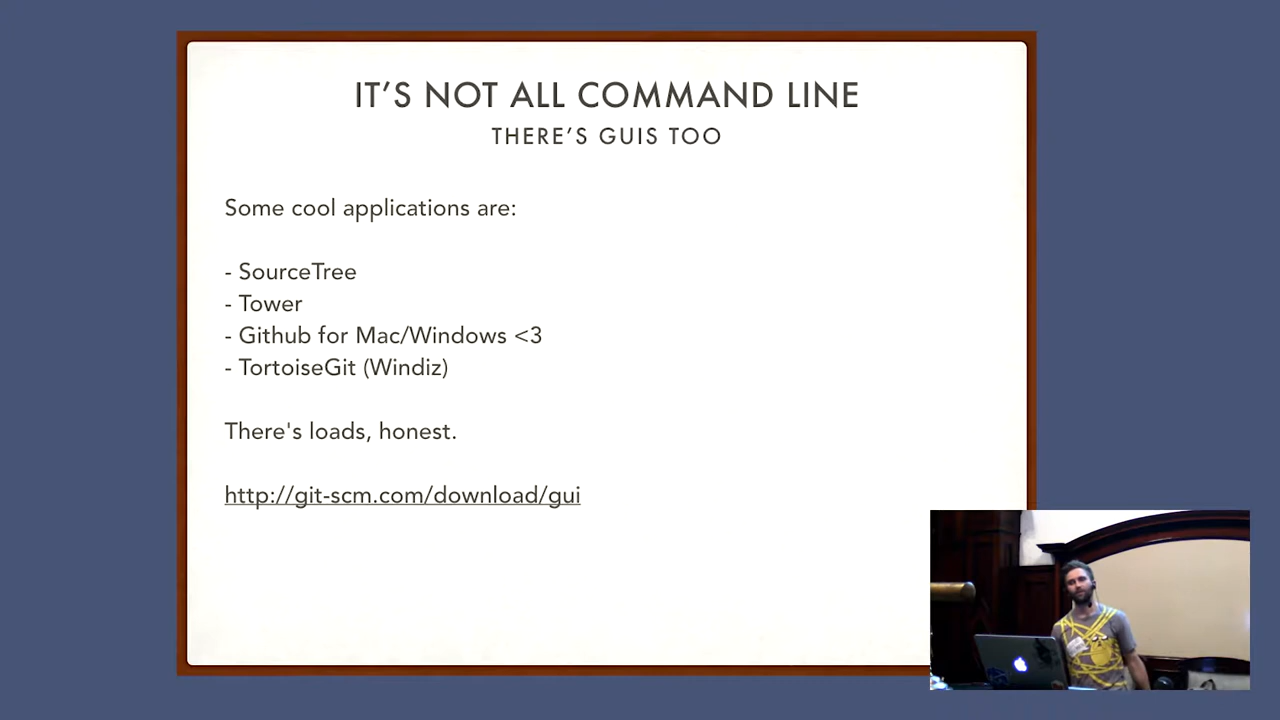 IT'S NOT ALL COMMAND LINE
THERE'S GUIS TOO
Some cool applications are:
- SourceTree
- Tower
- Github for Mac/Windows <3
- TortoiseGit (Windiz)
There's loads, honest.
http://git-scm.com/download/gui